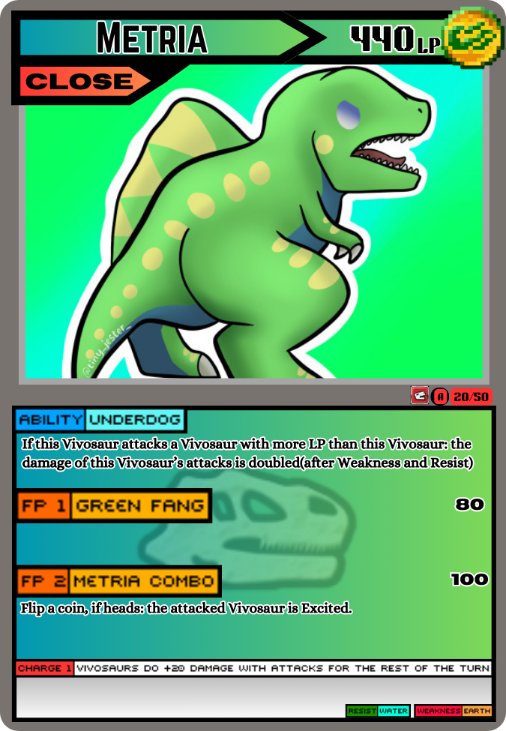 METRIA
440 LP
CLOSE
@tiny_jester_
A 20/50
ABILITY UNDERDOG
If this Vivosaur attacks a Vivosaur with more LP than this Vivosaur: the
damage of this Vivosaur's attacks is doubled(after Weakness and Resist)
FP 1 GREEN FANG 80
FP 2 METRIA COMBO 100
Flip a coin, if heads: the attacked Vivosaur is Excited.
CHARGE 1 VIVOSAURS DO +20 DAMAGE WITH ATTACKS FOR THE REST OF THE TURN
RESIST WATER WEAKNESS EARTH